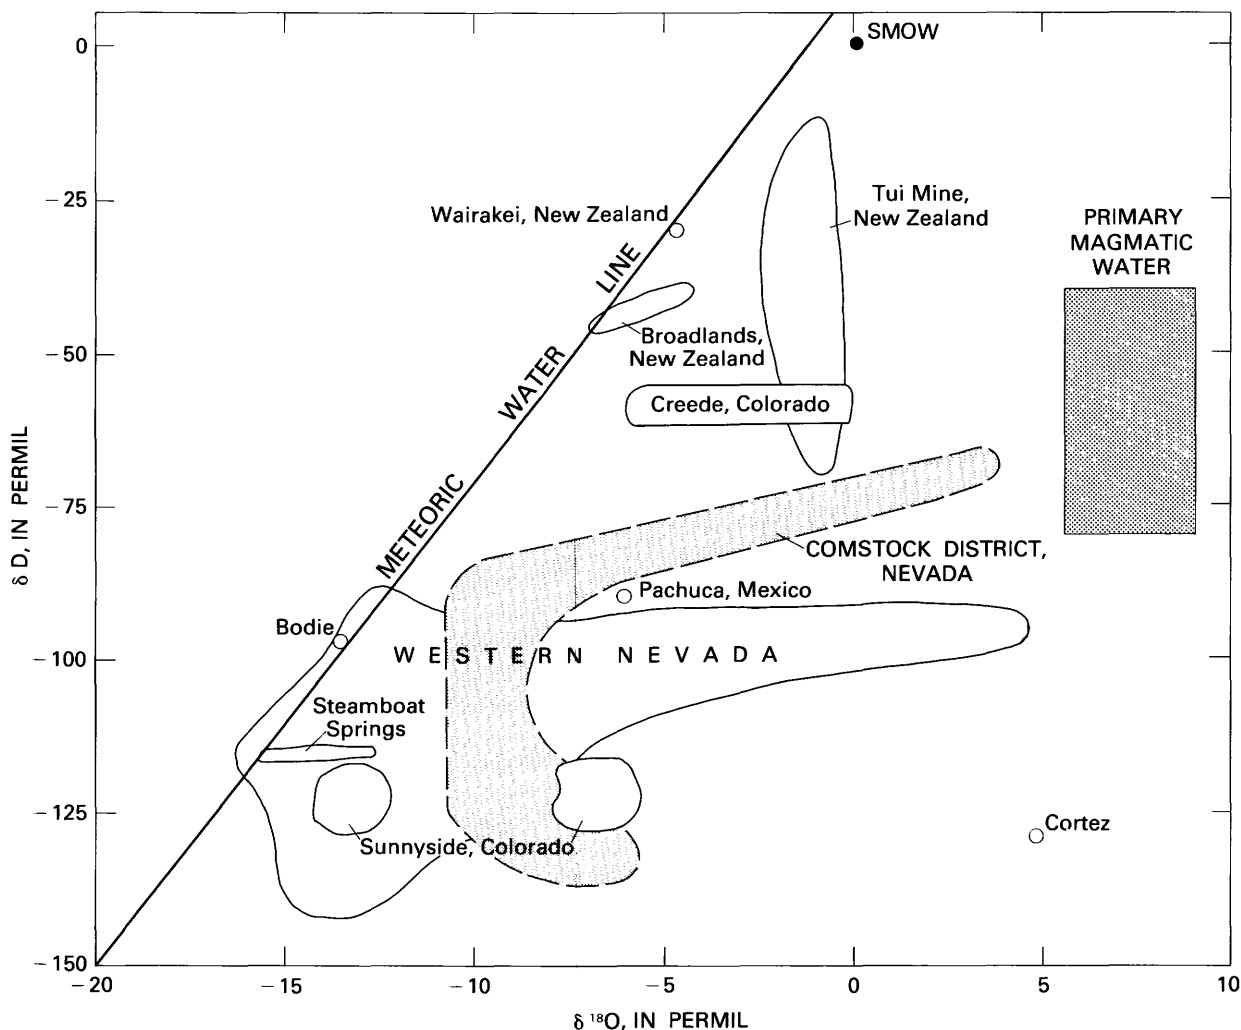 SMOW
0
−25
−50
−75
−100
−125
−150
δ D, IN PERMIL
Wairakei, New Zealand
Tui Mine,
New Zealand
PRIMARY
MAGMATIC
WATER
METEORIC WATER LINE
Broadlands,
New Zealand
Creede, Colorado
COMSTOCK DISTRICT,
NEVADA
Pachuca, Mexico
Bodie
WESTERN NEVADA
Steamboat
Springs
Sunnyside, Colorado
Cortez
−20 −15 −10 −5 0 5 10
δ ¹⁸O, IN PERMIL